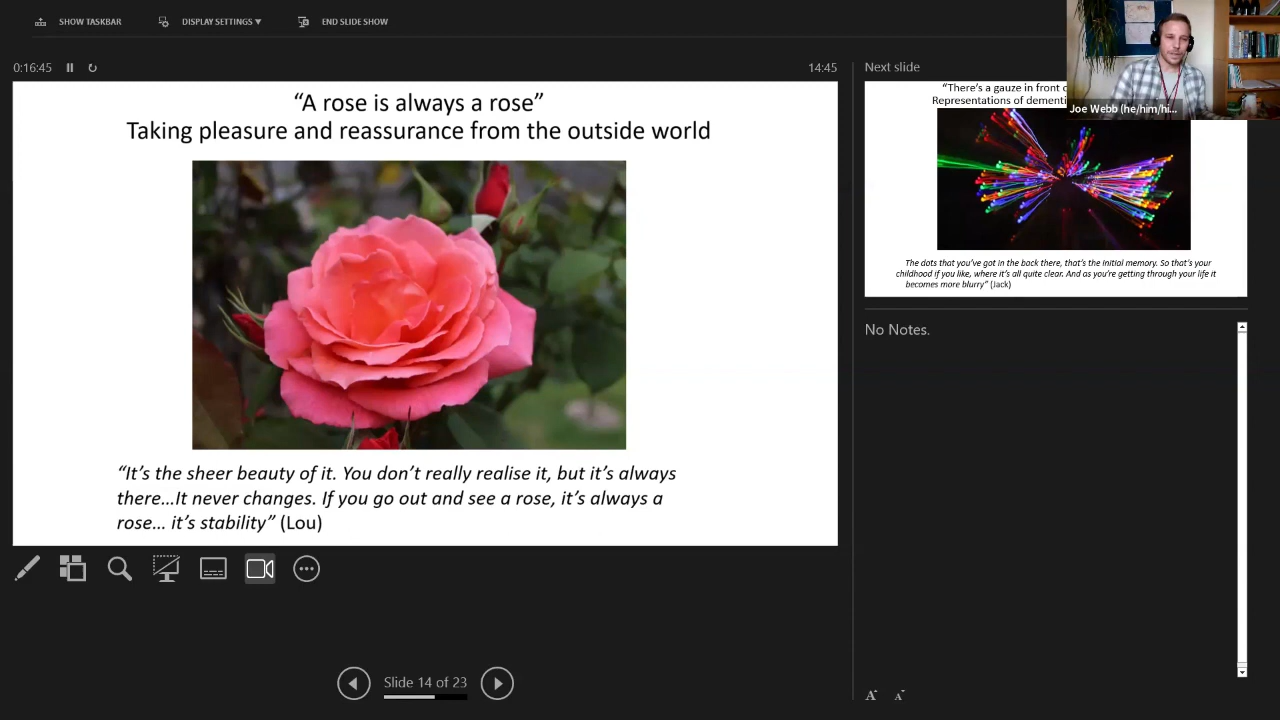 SHOW TASKBAR
DISPLAY SETTINGS ▼
END SLIDE SHOW
0:16:45
14:45
“A rose is always a rose”
Taking pleasure and reassurance from the outside world
“It’s the sheer beauty of it. You don’t really realise it, but it’s always
there…It never changes. If you go out and see a rose, it’s always a
rose… it’s stability” (Lou)
Slide 14 of 23
Next slide
“There’s a gauze in front
Representations of
Joe Webb (he/him/hi...
The dots that you’ve got in the back there, that’s the initial memory. So that’s your
childhood if you like, where it’s all quite clear. And as you’re getting through your life it
becomes more blurry” (Jack)
No Notes.
A A